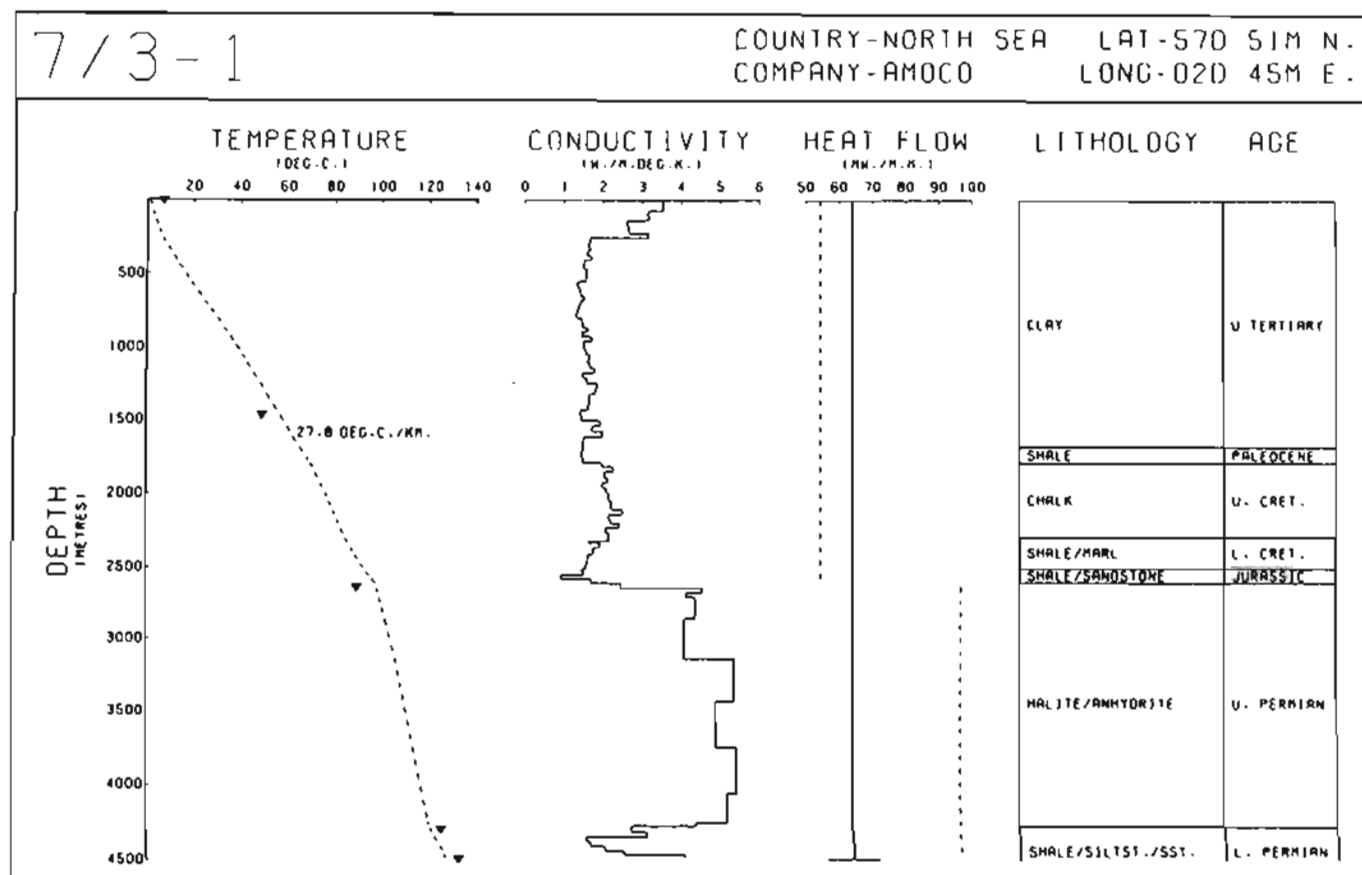 7/3-1
COUNTRY-NORTH SEA LAT-57D 51M N.
COMPANY-AMOCO LONG-02D 45M E.
TEMPERATURE
(DEG.C.)
20 40 60 80 100 120 140
CONDUCTIVITY
(W./M.DEG.K.)
0 1 2 3 4 5 6
HEAT FLOW
(MW./M.M.)
50 60 70 80 90 100
LITHOLOGY
AGE
DEPTH
(METRES)
500
1000
1500
2000
2500
3000
3500
4000
4500
27.8 DEG.C./KM.
CLAY U TERTIARY
SHALE PALEOCENE
CHALK U. CRET.
SHALE/MARL L. CRET.
SHALE/SANDSTONE JURASSIC
HALITE/ANHYDRITE U. PERMIAN
SHALE/SILTST./SST. L. PERMIAN